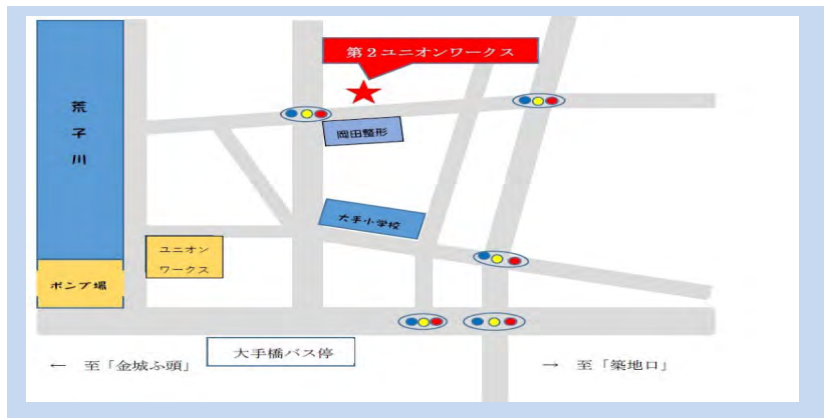 第２ユニオンワークス
荒子川
岡田整形
大手小学校
ユニオン
ワークス
ポンプ場
大手橋バス停
← 至「金城ふ頭」
→ 至「築地口」